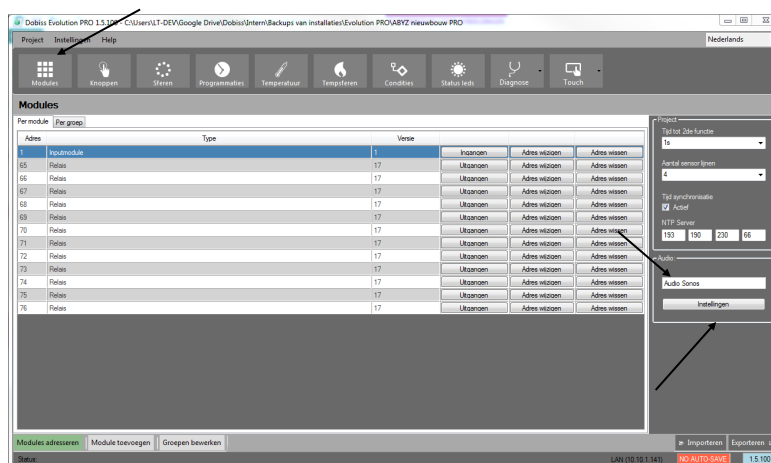 Dobiss Evolution PRO 1.5.100 - C:\Users\LT-DEV\Google Drive\Dobiss\Intern\Backups van installaties\Evolution PRO\ABYZ nieuwbouw PRO
Project Instellingen Help Nederlands
Modules Knoppen Sferen Programmaties Temperatuur Tempsferen Condities Status leds Diagnose Touch
Modules
Per module Per groep
Adres Type Versie
1 Inputmodule 1 Ingangen Adres wijzigen Adres wissen
65 Relais 17 Uitgangen Adres wijzigen Adres wissen
66 Relais 17 Uitgangen Adres wijzigen Adres wissen
67 Relais 17 Uitgangen Adres wijzigen Adres wissen
68 Relais 17 Uitgangen Adres wijzigen Adres wissen
69 Relais 17 Uitgangen Adres wijzigen Adres wissen
70 Relais 17 Uitgangen Adres wijzigen Adres wissen
71 Relais 17 Uitgangen Adres wijzigen Adres wissen
72 Relais 17 Uitgangen Adres wijzigen Adres wissen
73 Relais 17 Uitgangen Adres wijzigen Adres wissen
74 Relais 17 Uitgangen Adres wijzigen Adres wissen
75 Relais 17 Uitgangen Adres wijzigen Adres wissen
76 Relais 17 Uitgangen Adres wijzigen Adres wissen
Project
Tijd tot 2de functie
1s
Aantal sensor lijnen
4
Tijd synchronisatie
Actief
NTP Server
193 190 230 66
Audio:
Audio Sonos
Instellingen
Modules adresseren Module toevoegen Groepen bewerken Importeren Exporteren
Status: LAN (10.10.1.141) NO AUTO-SAVE 1.5.100